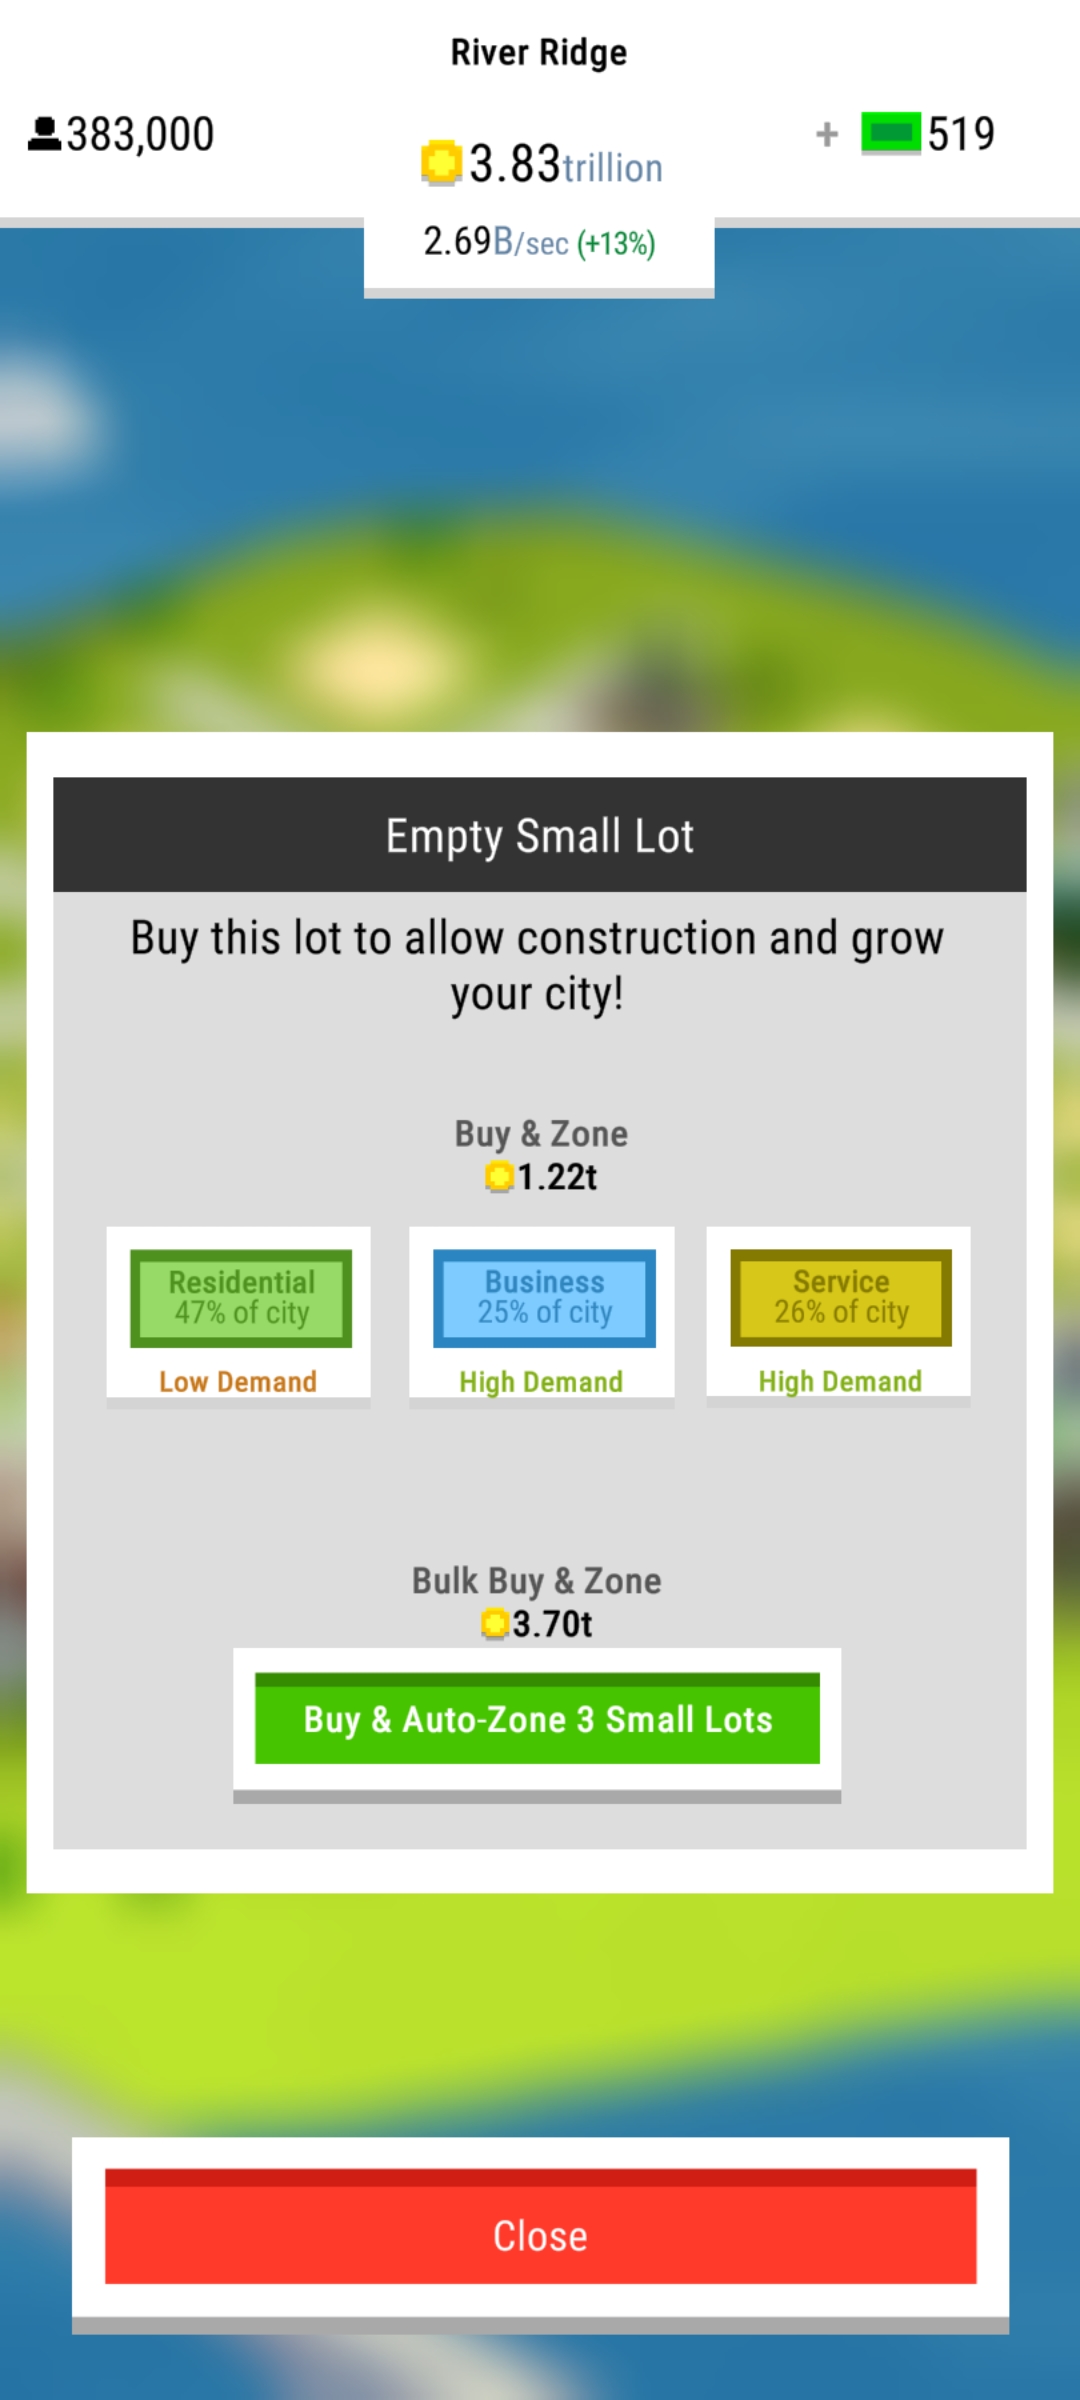 River Ridge
383,000
3.83trillion
+ 519
2.69B/sec (+13%)
Empty Small Lot
Buy this lot to allow construction and grow
your city!
Buy & Zone
1.22t
Residential
47% of city
Low Demand
Business
25% of city
High Demand
Service
26% of city
High Demand
Bulk Buy & Zone
3.70t
Buy & Auto-Zone 3 Small Lots
Close